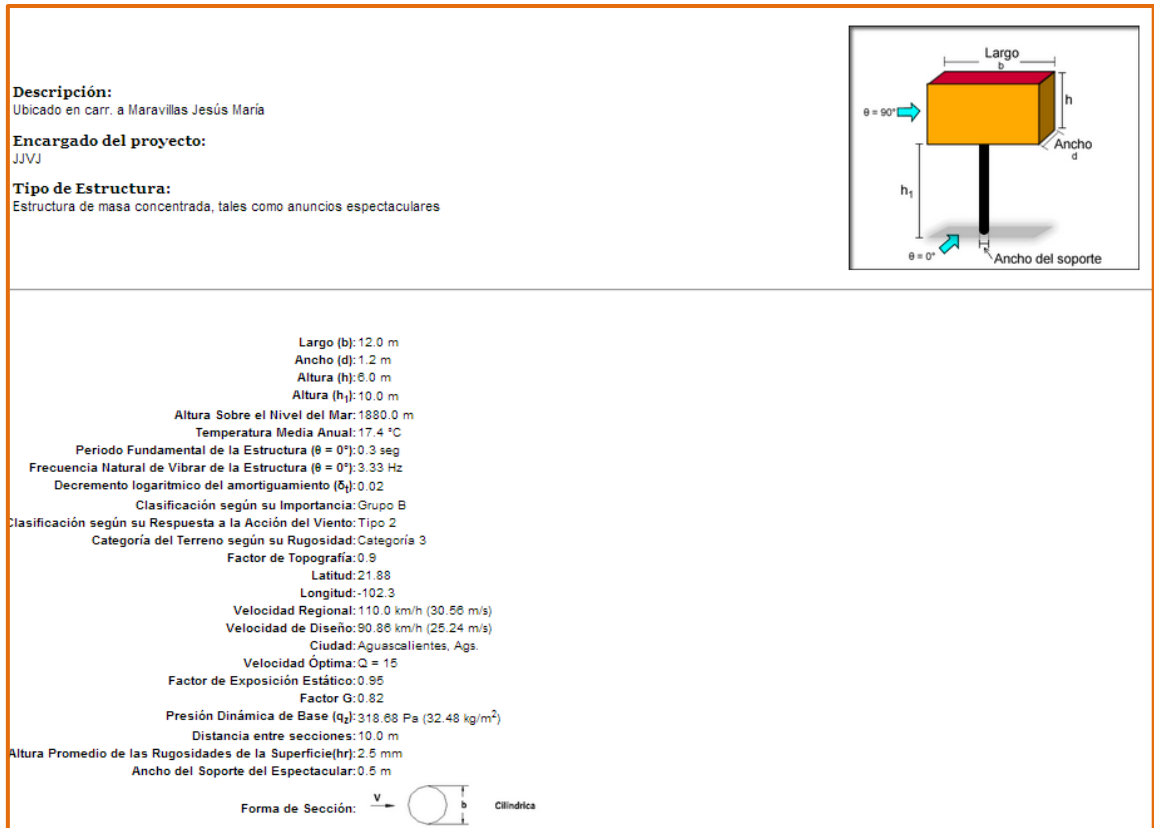 Descripción:
Ubicado en carr. a Maravillas Jesús María
Encargado del proyecto:
JJVJ
Tipo de Estructura:
Estructura de masa concentrada, tales como anuncios espectaculares
Largo
b
θ = 90°
h
Ancho
d
h1
θ = 0°
Ancho del soporte
Largo (b): 12.0 m
Ancho (d): 1.2 m
Altura (h): 6.0 m
Altura (h1): 10.0 m
Altura Sobre el Nivel del Mar: 1880.0 m
Temperatura Media Anual: 17.4 °C
Periodo Fundamental de la Estructura (θ = 0°): 0.3 seg
Frecuencia Natural de Vibrar de la Estructura (θ = 0°): 3.33 Hz
Decremento logaritmico del amortiguamiento (δt): 0.02
Clasificación según su Importancia: Grupo B
Clasificación según su Respuesta a la Acción del Viento: Tipo 2
Categoría del Terreno según su Rugosidad: Categoría 3
Factor de Topografía: 0.9
Latitud: 21.88
Longitud: -102.3
Velocidad Regional: 110.0 km/h (30.56 m/s)
Velocidad de Diseño: 90.86 km/h (25.24 m/s)
Ciudad: Aguascalientes, Ags.
Velocidad Óptima: Q = 15
Factor de Exposición Estático: 0.95
Factor G: 0.82
Presión Dinámica de Base (qz): 318.68 Pa (32.48 kg/m²)
Distancia entre secciones: 10.0 m
Altura Promedio de las Rugosidades de la Superficie(hr): 2.5 mm
Ancho del Soporte del Espectacular: 0.5 m
Forma de Sección: V b Cilíndrica